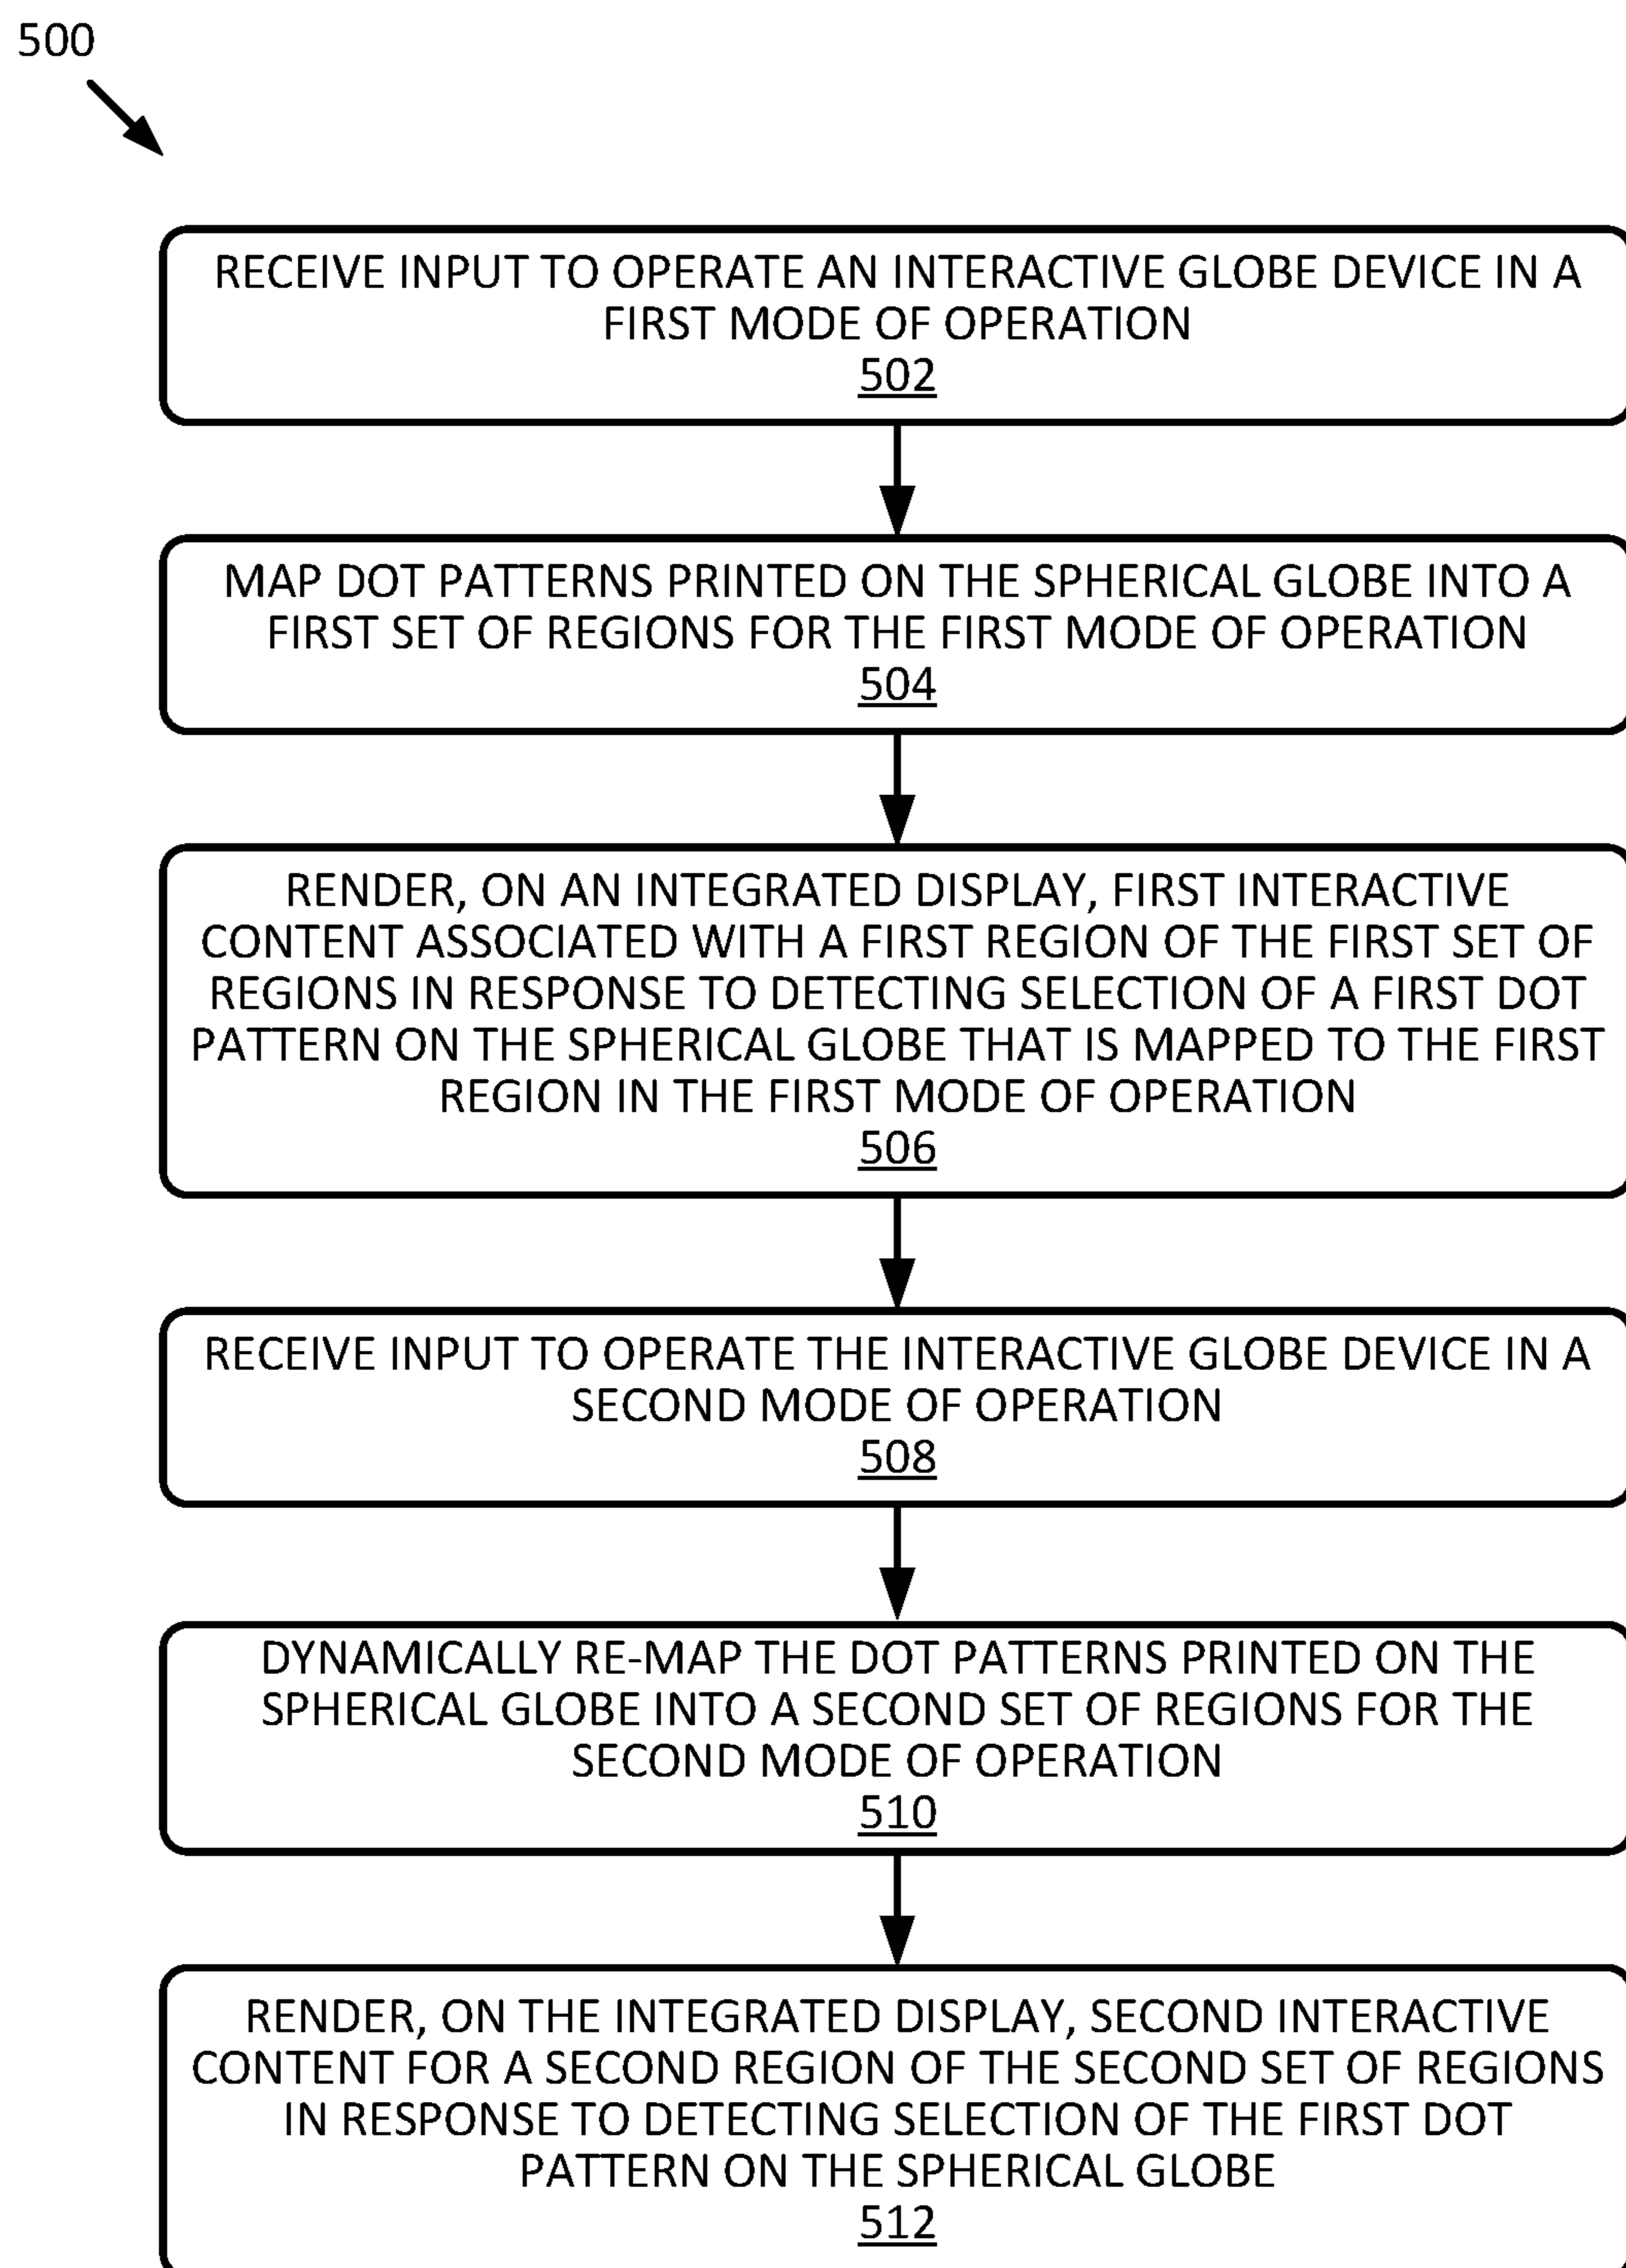 500
RECEIVE INPUT TO OPERATE AN INTERACTIVE GLOBE DEVICE IN A
FIRST MODE OF OPERATION
502
MAP DOT PATTERNS PRINTED ON THE SPHERICAL GLOBE INTO A
FIRST SET OF REGIONS FOR THE FIRST MODE OF OPERATION
504
RENDER, ON AN INTEGRATED DISPLAY, FIRST INTERACTIVE
CONTENT ASSOCIATED WITH A FIRST REGION OF THE FIRST SET OF
REGIONS IN RESPONSE TO DETECTING SELECTION OF A FIRST DOT
PATTERN ON THE SPHERICAL GLOBE THAT IS MAPPED TO THE FIRST
REGION IN THE FIRST MODE OF OPERATION
506
RECEIVE INPUT TO OPERATE THE INTERACTIVE GLOBE DEVICE IN A
SECOND MODE OF OPERATION
508
DYNAMICALLY RE-MAP THE DOT PATTERNS PRINTED ON THE
SPHERICAL GLOBE INTO A SECOND SET OF REGIONS FOR THE
SECOND MODE OF OPERATION
510
RENDER, ON THE INTEGRATED DISPLAY, SECOND INTERACTIVE
CONTENT FOR A SECOND REGION OF THE SECOND SET OF REGIONS
IN RESPONSE TO DETECTING SELECTION OF THE FIRST DOT
PATTERN ON THE SPHERICAL GLOBE
512